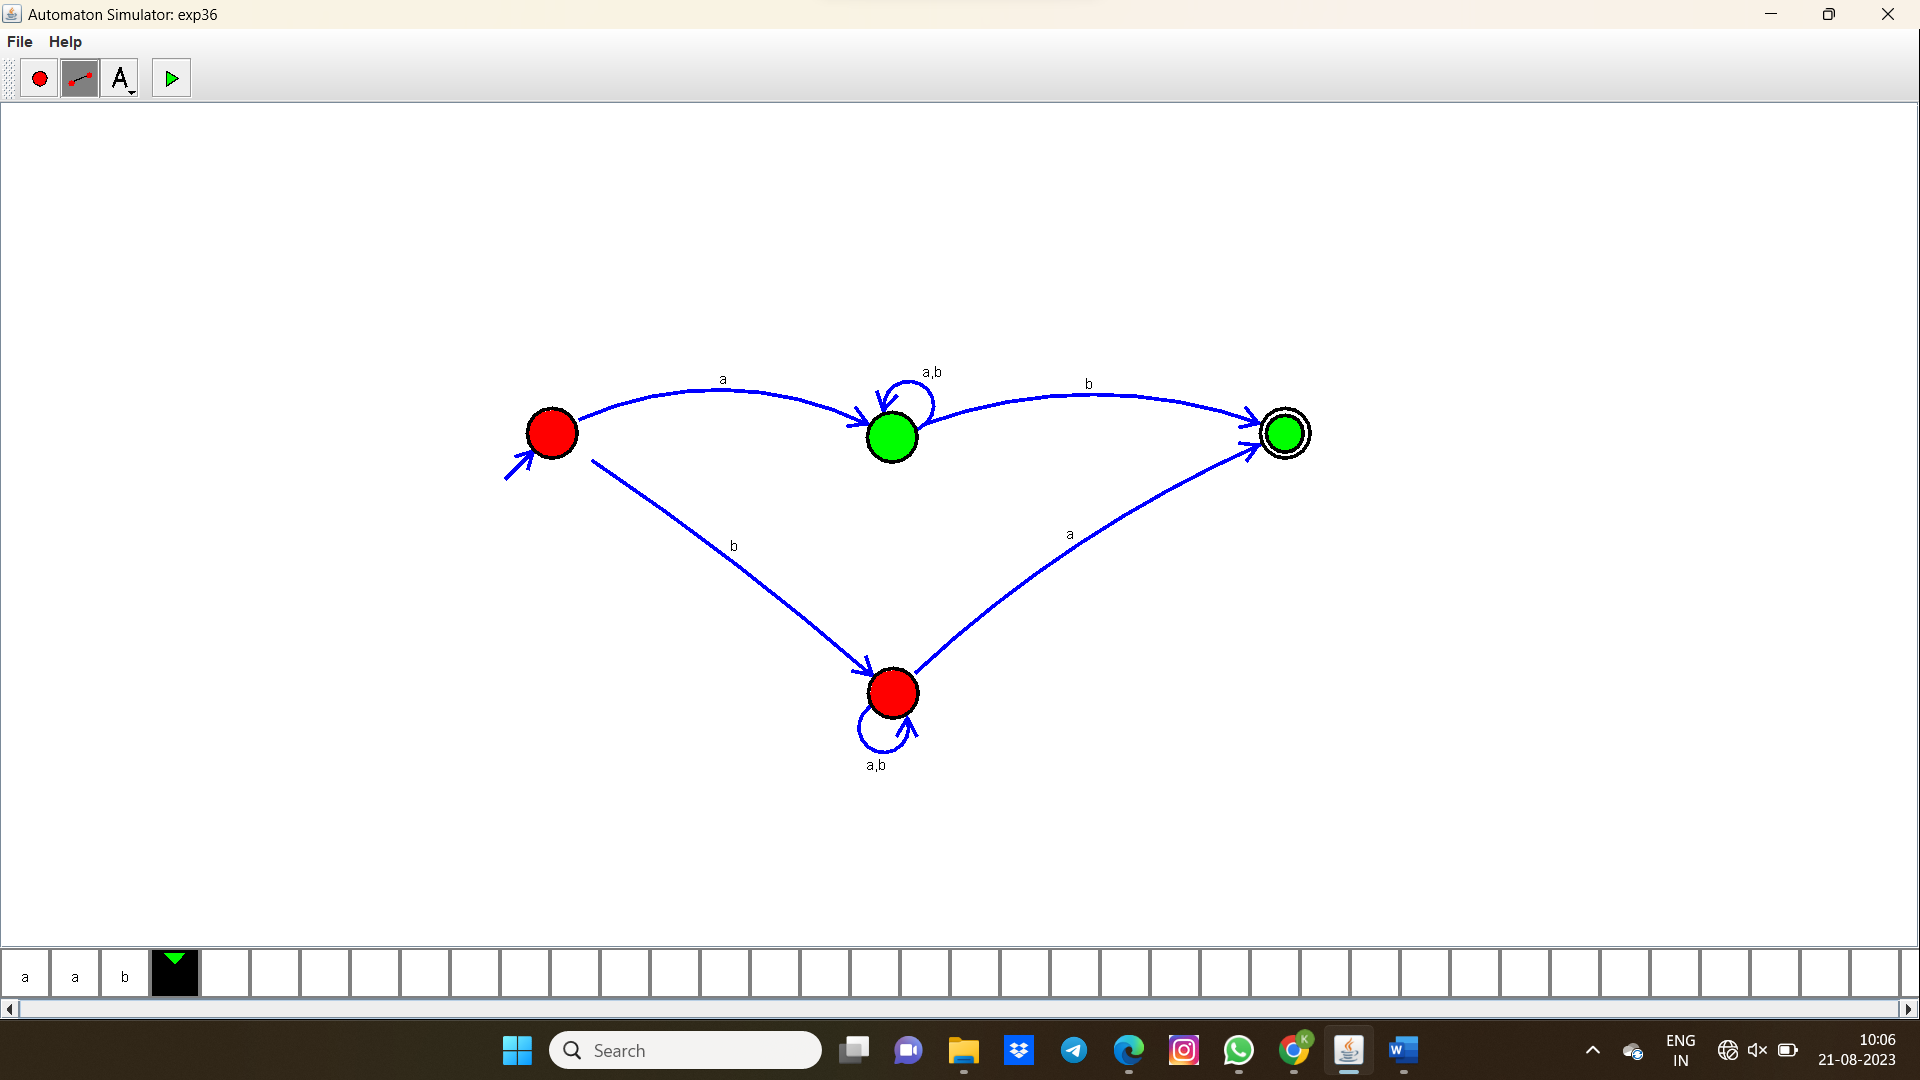 Automaton Simulator: exp36
File Help
A
a
a,b
b
b
a
a,b
a a b
Search
K
W
ENG
IN
10:06
21-08-2023